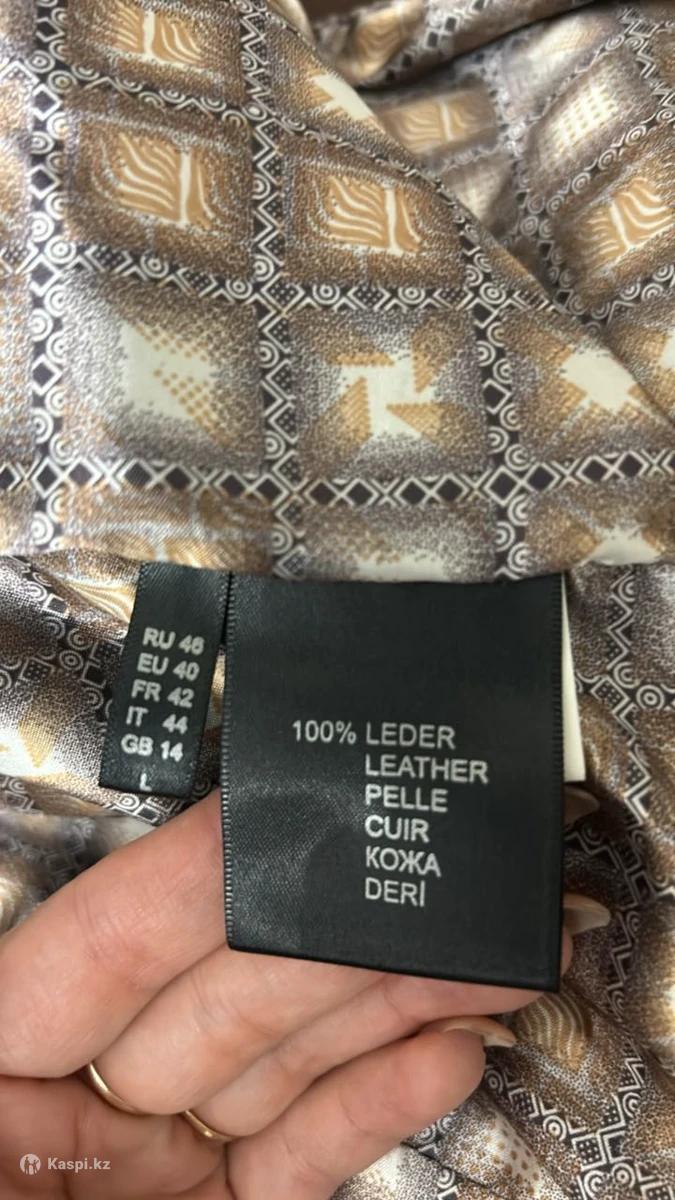 RU 46
EU 40
FR 42
IT 44
GB 14
L
100% LEDER
LEATHER
PELLE
CUIR
КОЖА
DERİ
Kaspi.kz